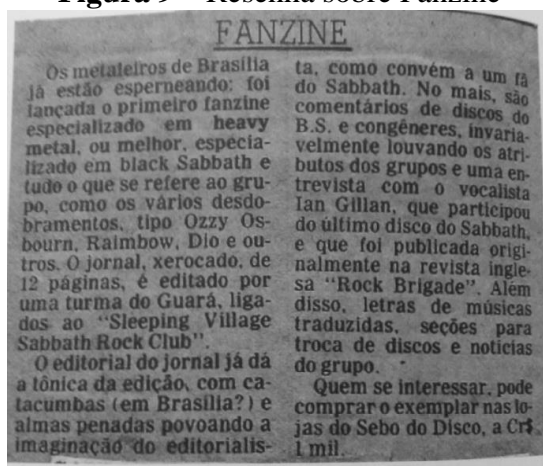 Figura 9 – Resenha sobre Fanzine
FANZINE
Os metaleiros de Brasília
já estão esperneando: foi
lançada o primeiro fanzine
especializado em heavy
metal, ou melhor, especia-
lizado em black Sabbath e
tudo o que se refere ao gru-
po, como os vários desdo-
bramentos, tipo Ozzy Os-
bourn, Raimbow, Dio e ou-
tros. O jornal, xerocado, de
12 páginas, é editado por
uma turma do Guará, liga-
dos ao "Sleeping Village
Sabbath Rock Club".
O editorial do jornal já dá
a tônica da edição, com ca-
tacumbas (em Brasília?) e
almas penadas povoando a
imaginação do editorialis-
ta, como convém a um fã
do Sabbath. No mais, são
comentários de discos do
B.S. e congêneres, invaria-
velmente louvando os atri-
butos dos grupos e uma en-
trevista com o vocalista
Ian Gillan, que participou
do último disco do Sabbath,
e que foi publicada origi-
nalmente na revista ingle-
sa "Rock Brigade". Além
disso, letras de músicas
traduzidas, seções para
troca de discos e notícias
do grupo.
Quem se interessar, pode
comprar o exemplar nas lo-
jas do Sebo do Disco, a Cr$
1 mil.